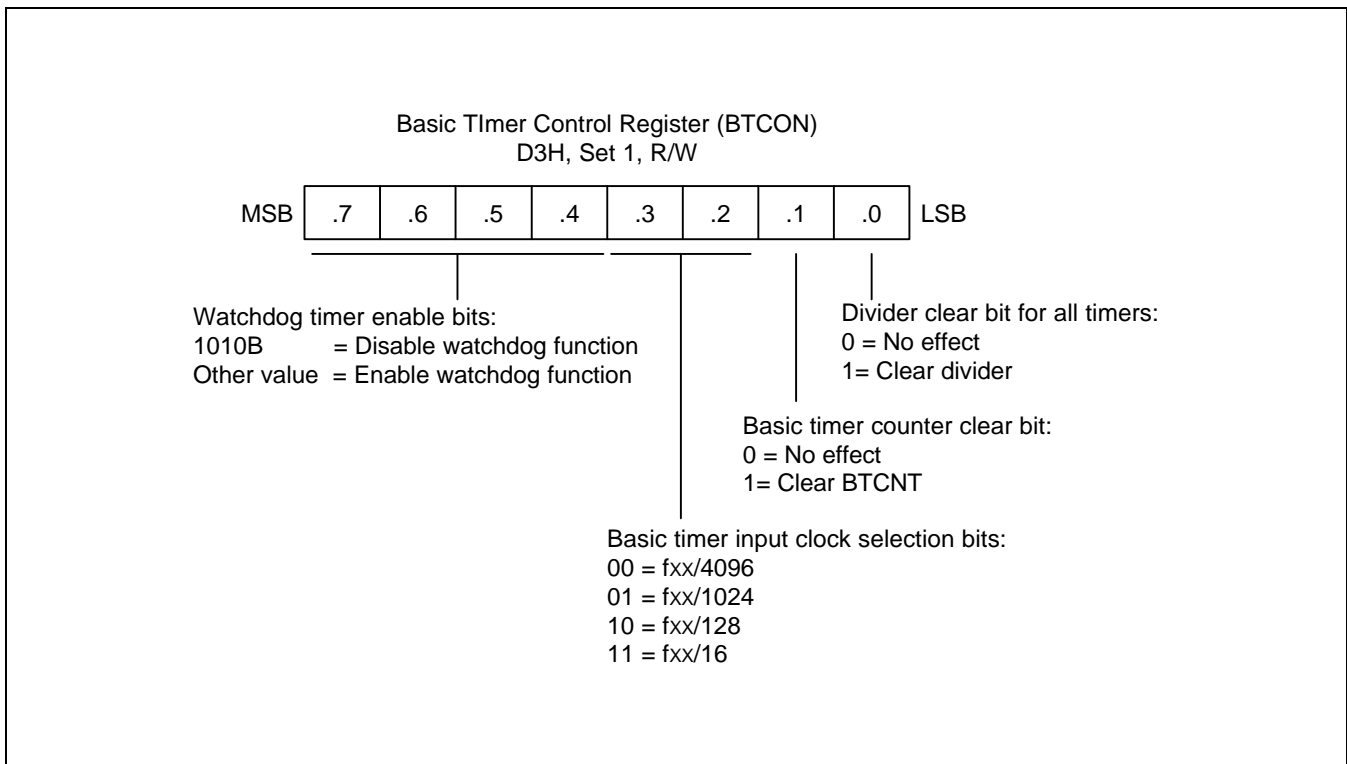 Basic TImer Control Register (BTCON)
D3H, Set 1, R/W
MSB .7 .6 .5 .4 .3 .2 .1 .0 LSB
Watchdog timer enable bits:
1010B = Disable watchdog function
Other value = Enable watchdog function
Divider clear bit for all timers:
0 = No effect
1= Clear divider
Basic timer counter clear bit:
0 = No effect
1= Clear BTCNT
Basic timer input clock selection bits:
00 = fxx/4096
01 = fxx/1024
10 = fxx/128
11 = fxx/16